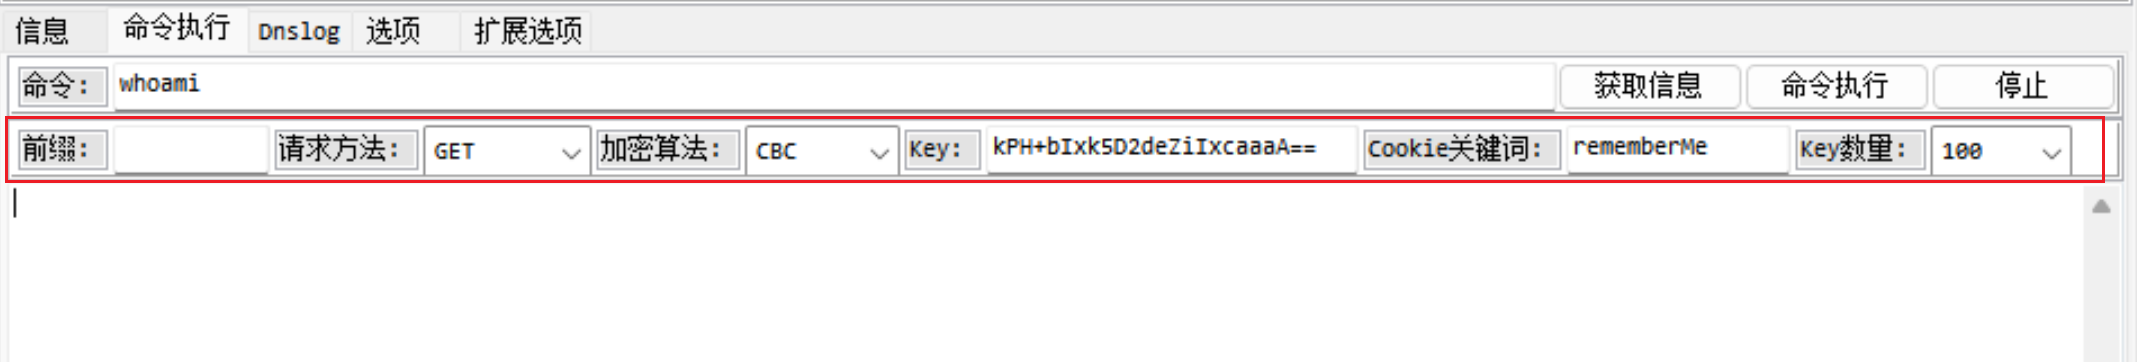 信息 命令执行 Dnslog 选项 扩展选项
命令: whoami 获取信息 命令执行 停止
前缀: 请求方法: GET 加密算法: CBC Key: kPH+bIxk5D2deZiIxcaaaA== Cookie关键词: rememberMe Key数量: 100